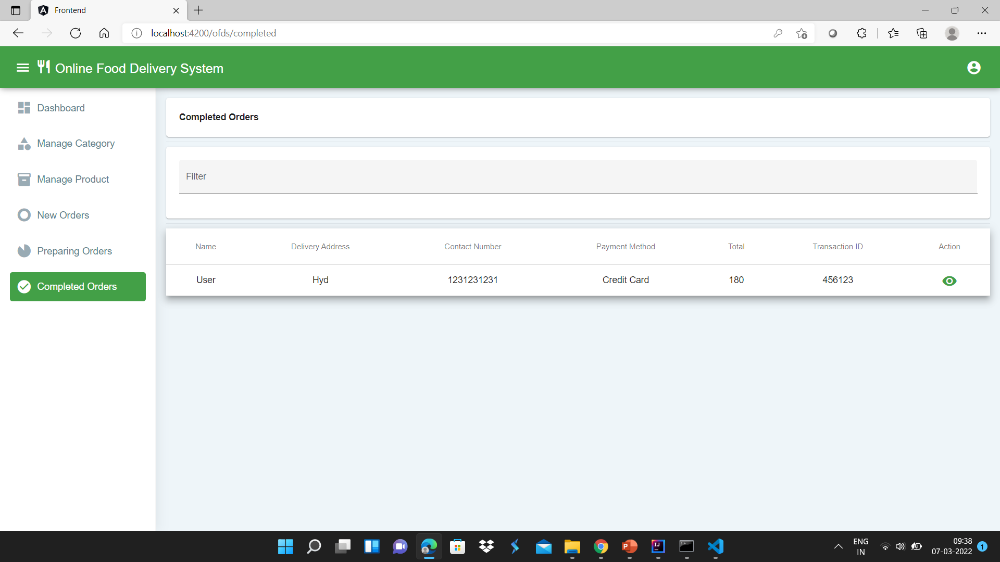 Frontend
localhost:4200/ofds/completed
Online Food Delivery System
Dashboard
Manage Category
Manage Product
New Orders
Preparing Orders
Completed Orders
Completed Orders
Filter
Name Delivery Address Contact Number Payment Method Total Transaction ID Action
User Hyd 1231231231 Credit Card 180 456123
ENG
IN
09:38
07-03-2022
1